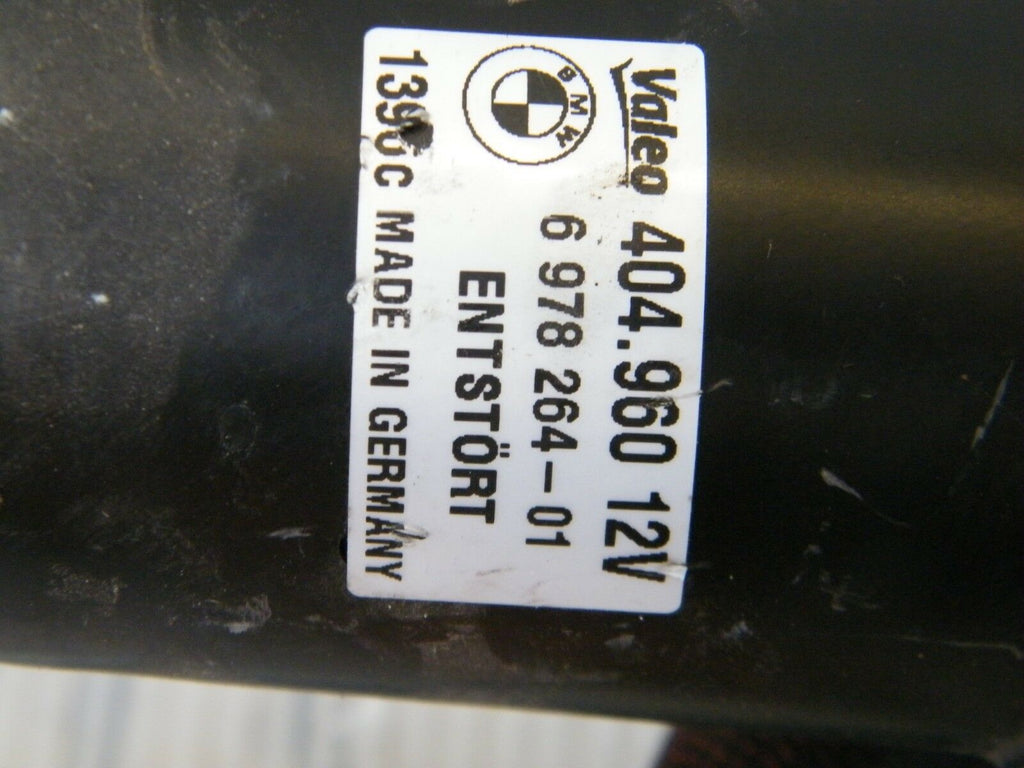 Valeo 404.960 12V
BMW 6 978 264-01
ENTSTÖRT
MADE IN GERMANY